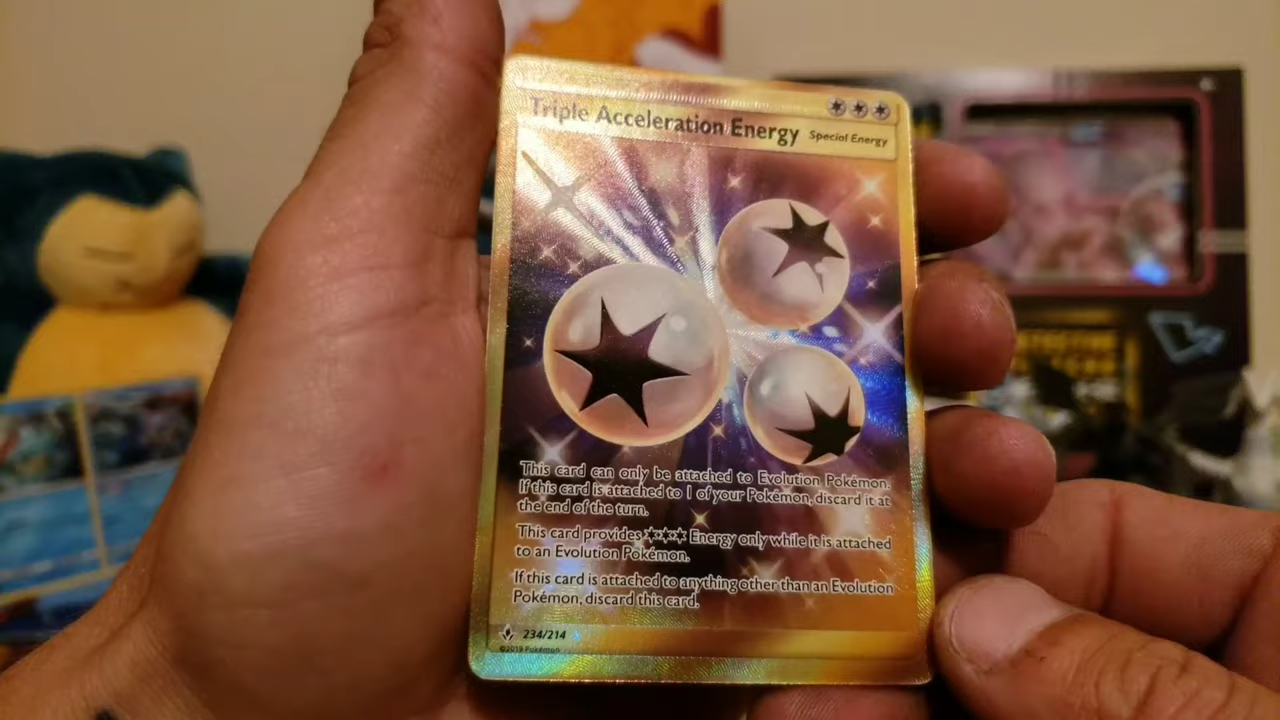 Triple Acceleration Energy Special Energy
This card can only be attached to Evolution Pokémon.
If this card is attached to 1 of your Pokémon, discard it at
the end of the turn.
This card provides Energy only while it is attached
to an Evolution Pokémon.
If this card is attached to anything other than an Evolution
Pokémon, discard this card.
234/214
©2019 Pokémon
DETECTIVE